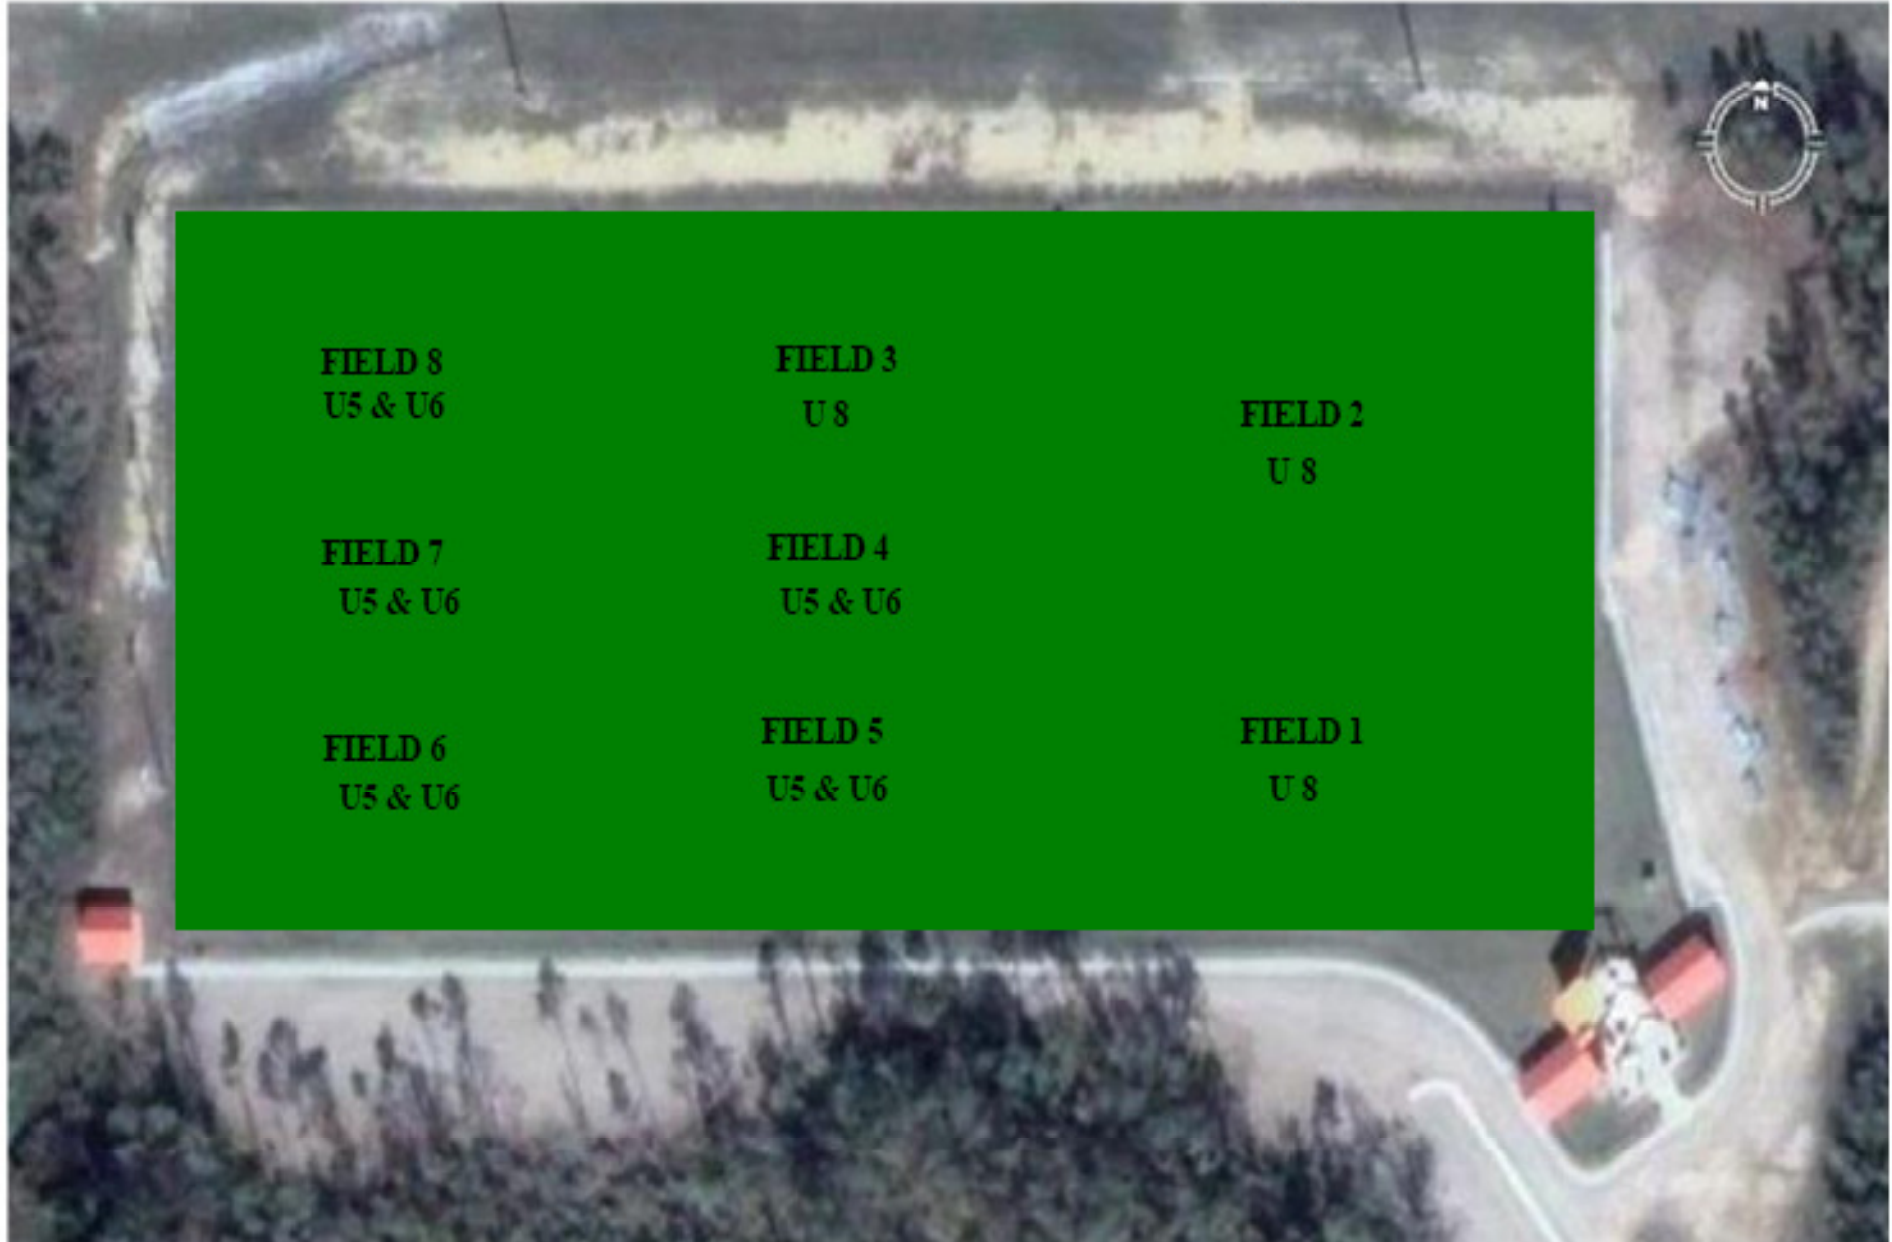 N
FIELD 8
U5 & U6
FIELD 3
U 8
FIELD 2
U 8
FIELD 7
U5 & U6
FIELD 4
U5 & U6
FIELD 6
U5 & U6
FIELD 5
U5 & U6
FIELD 1
U 8